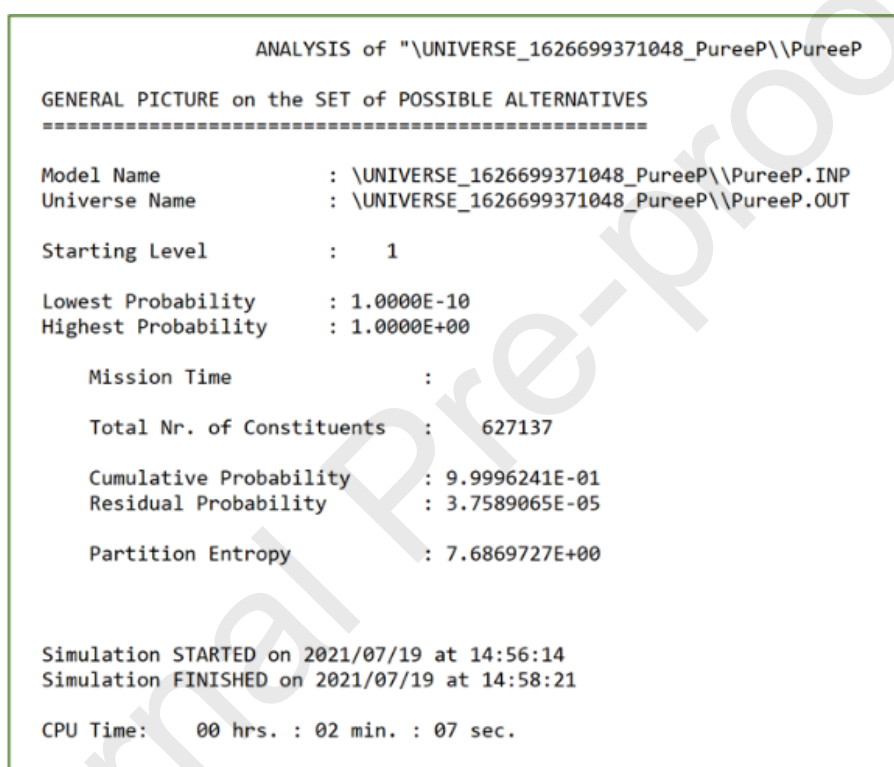 ANALYSIS of "\UNIVERSE_1626699371048_PureeP\\PureeP
GENERAL PICTURE on the SET of POSSIBLE ALTERNATIVES
===================================================
Model Name : \UNIVERSE_1626699371048_PureeP\\PureeP.INP
Universe Name : \UNIVERSE_1626699371048_PureeP\\PureeP.OUT
Starting Level : 1
Lowest Probability : 1.0000E-10
Highest Probability : 1.0000E+00
Mission Time :
Total Nr. of Constituents : 627137
Cumulative Probability : 9.9996241E-01
Residual Probability : 3.7589065E-05
Partition Entropy : 7.6869727E+00
Simulation STARTED on 2021/07/19 at 14:56:14
Simulation FINISHED on 2021/07/19 at 14:58:21
CPU Time: 00 hrs. : 02 min. : 07 sec.
rnal Pre-proo